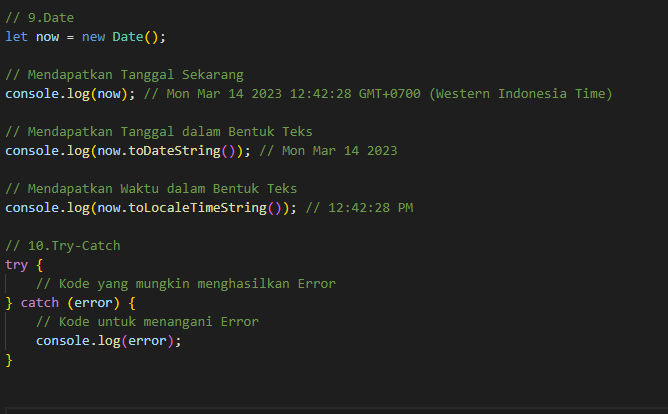 // 9.Date
let now = new Date();
// Mendapatkan Tanggal Sekarang
console.log(now); // Mon Mar 14 2023 12:42:28 GMT+0700 (Western Indonesia Time)
// Mendapatkan Tanggal dalam Bentuk Teks
console.log(now.toDateString()); // Mon Mar 14 2023
// Mendapatkan Waktu dalam Bentuk Teks
console.log(now.toLocaleTimeString()); // 12:42:28 PM
// 10.Try-Catch
try {
    // Kode yang mungkin menghasilkan Error
} catch (error) {
    // Kode untuk menangani Error
    console.log(error);
}